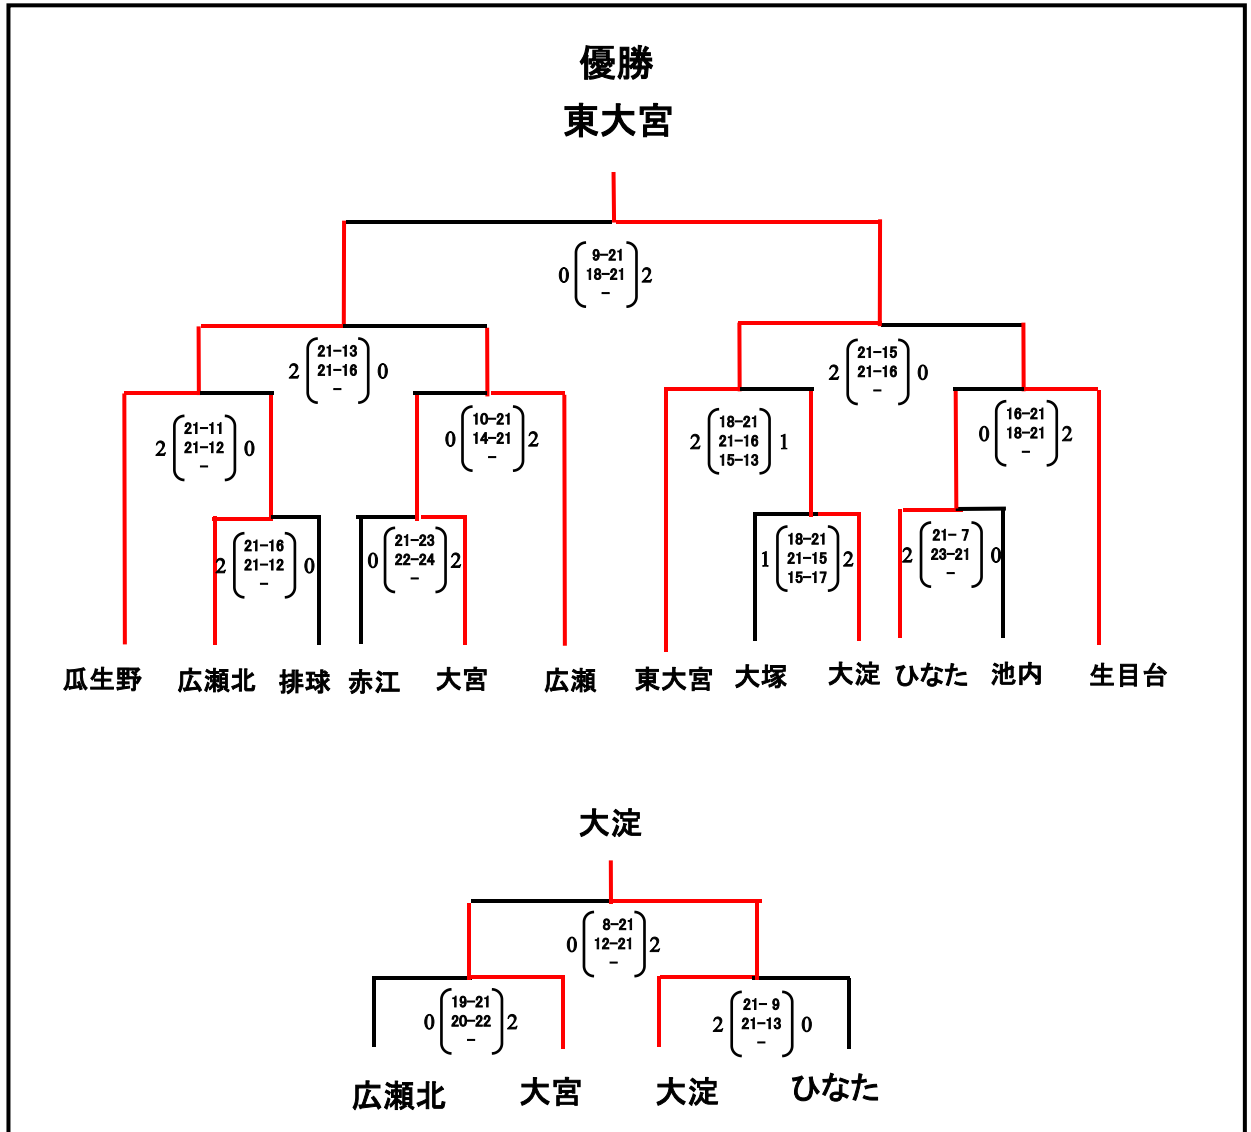 優勝
東大宮
0 9-21 18-21 - 2
2 21-13 21-16 - 0
2 21-15 21-16 - 0
2 21-11 21-12 - 0
0 10-21 14-21 - 2
2 18-21 21-16 15-13 1
0 16-21 18-21 - 2
2 21-16 21-12 - 0
0 21-23 22-24 - 2
1 18-21 21-15 15-17 2
2 21- 7 23-21 - 0
瓜生野 広瀬北 排球 赤江 大宮 広瀬 東大宮 大塚 大淀 ひなた 池内 生目台
大淀
0 8-21 12-21 - 2
0 19-21 20-22 - 2
2 21- 9 21-13 - 0
広瀬北 大宮 大淀 ひなた